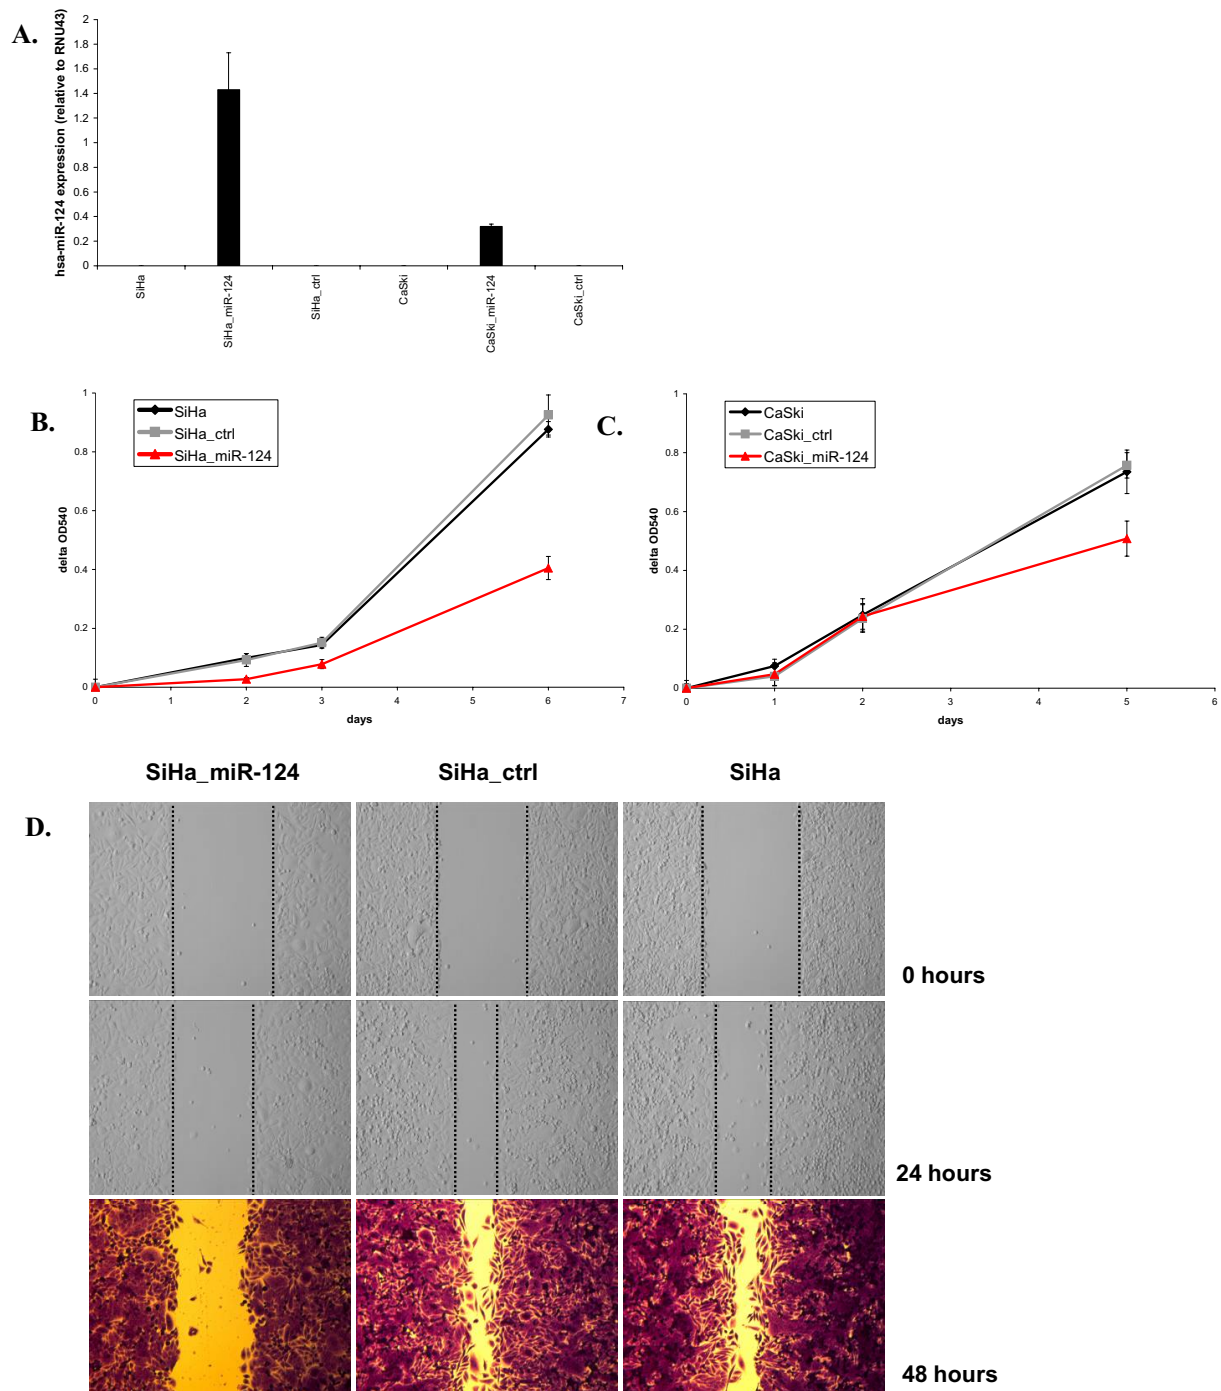 A.
hsa-miR-124 expression (relative to RNU43)
2
1.8
1.6
1.4
1.2
1
0.8
0.6
0.4
0.2
0
SiHa
SiHa_miR-124
SiHa_ctrl
CaSki
CaSki_miR-124
CaSki_ctrl
B.
delta OD540
1
0.8
0.6
0.4
0.2
0
SiHa
SiHa_ctrl
SiHa_miR-124
0 1 2 3 4 5 6 7
days
C.
delta OD540
1
0.8
0.6
0.4
0.2
0
CaSki
CaSki_ctrl
CaSki_miR-124
0 1 2 3 4 5 6
days
D.
SiHa_miR-124 SiHa_ctrl SiHa
0 hours
24 hours
48 hours